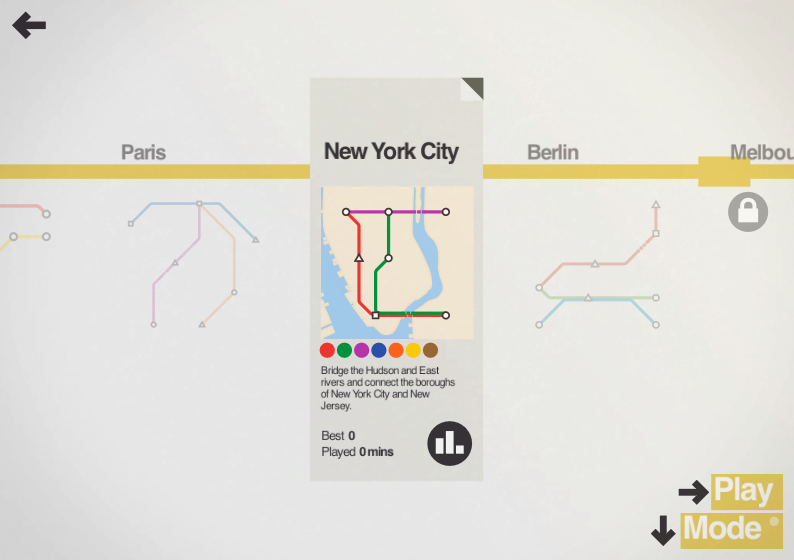 Paris
New York City
Berlin
Melbou
Bridge the Hudson and East
rivers and connect the boroughs
of New York City and New
Jersey.
Best 0
Played 0 mins
Play
Mode